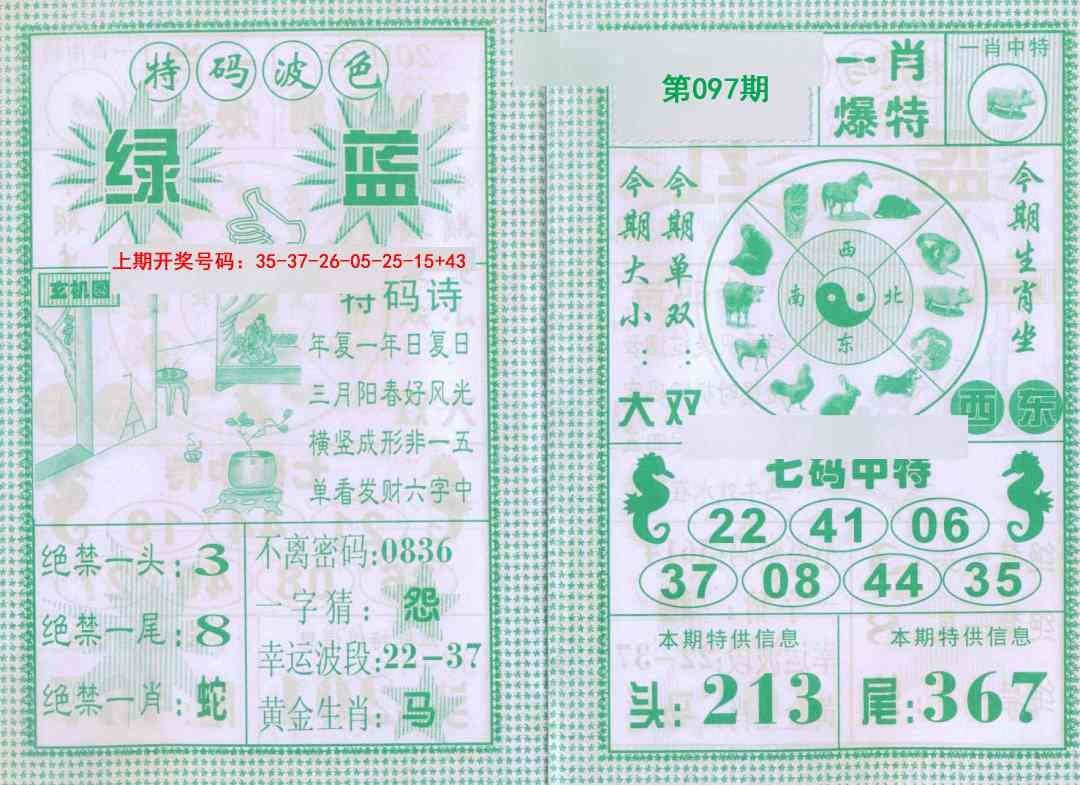 特码波色
绿 蓝
上期开奖号码：35-37-26-05-25-15+43
玄机图
特码诗
年复一年日复日
三月阳春好风光
横竖成形非一五
单看发财六字中
绝禁一头：3
绝禁一尾：8
绝禁一肖：蛇
不离密码:0836
一字猜：怨
幸运波段:22-37
黄金生肖：马
第097期
一肖
爆特
一肖中特
今期大小：大
今期单双：双
西
南 北
东
今期生肖坐
西东
七码中特
22 41 06
37 08 44 35
本期特供信息
头：213
本期特供信息
尾：367